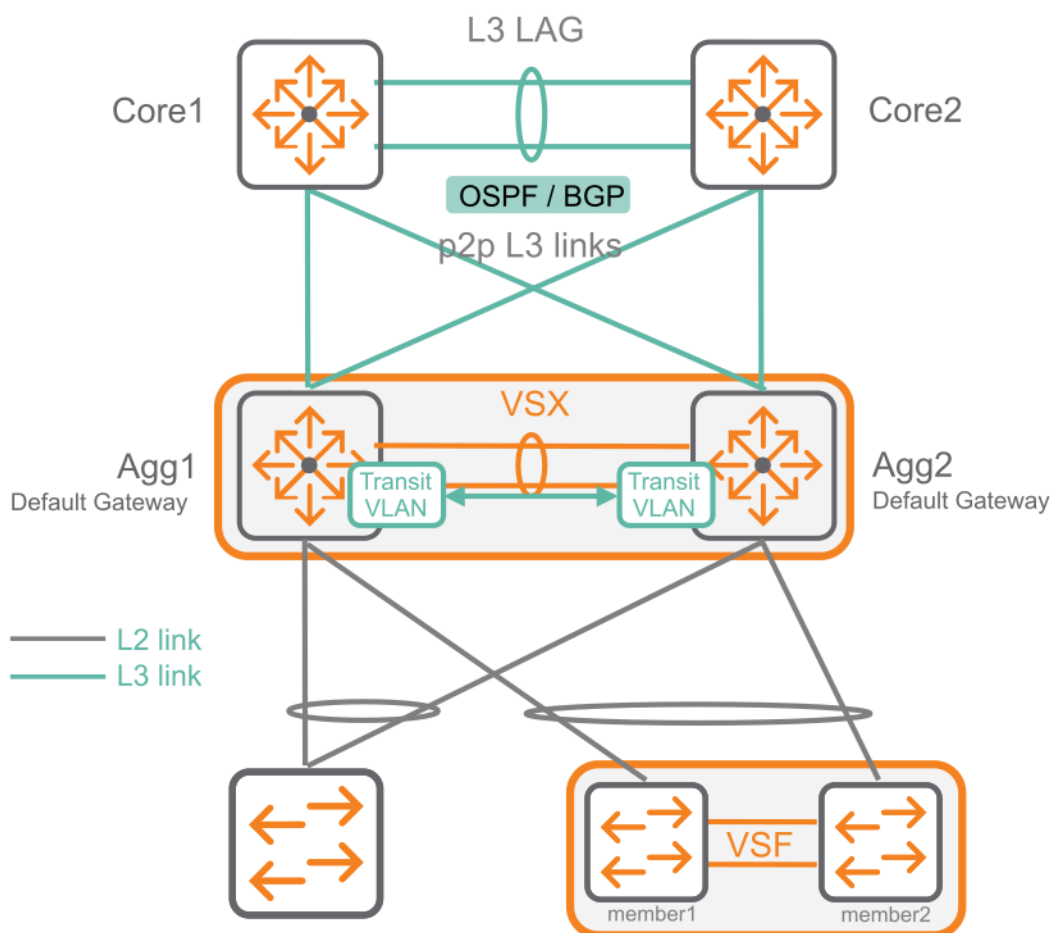 L3 LAG
Core1
Core2
OSPF / BGP
p2p L3 links
VSX
Agg1
Default Gateway
Transit
VLAN
Transit
VLAN
Agg2
Default Gateway
L2 link
L3 link
VSF
member1
member2